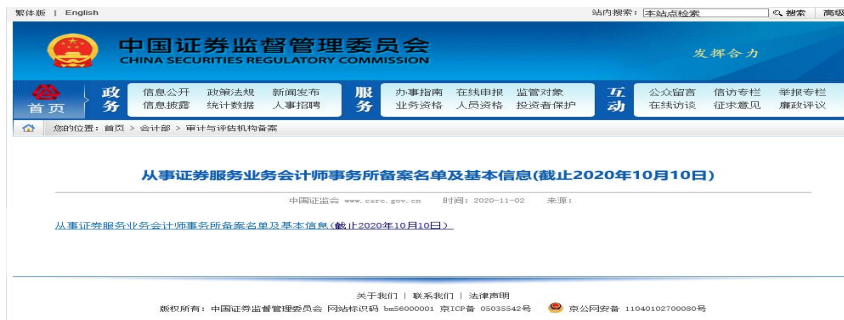 繁体版 | English 站内搜索: 本站点检索 搜索 高级
中国证券监督管理委员会
CHINA SECURITIES REGULATORY COMMISSION
发挥合力
首页
政务
信息公开 政策法规 新闻发布
信息披露 统计数据 人事招聘
服务
办事指南 在线申报 监管对象
业务资格 人员资格 投资者保护
互动
公众留言 信访专栏 举报专栏
在线访谈 征求意见 廉政评议
您的位置: 首页 > 会计部 > 审计与评估机构备案
从事证券服务业务会计师事务所备案名单及基本信息(截止2020年10月10日)
中国证监会 www.csrc.gov.cn 时间: 2020-11-02 来源:
从事证券服务业务会计师事务所备案名单及基本信息(截止2020年10月10日)
关于我们 | 联系我们 | 法律声明
版权所有: 中国证券监督管理委员会 网站标识码 bm56000001 京ICP备 05035542号 京公网安备 11040102700080号